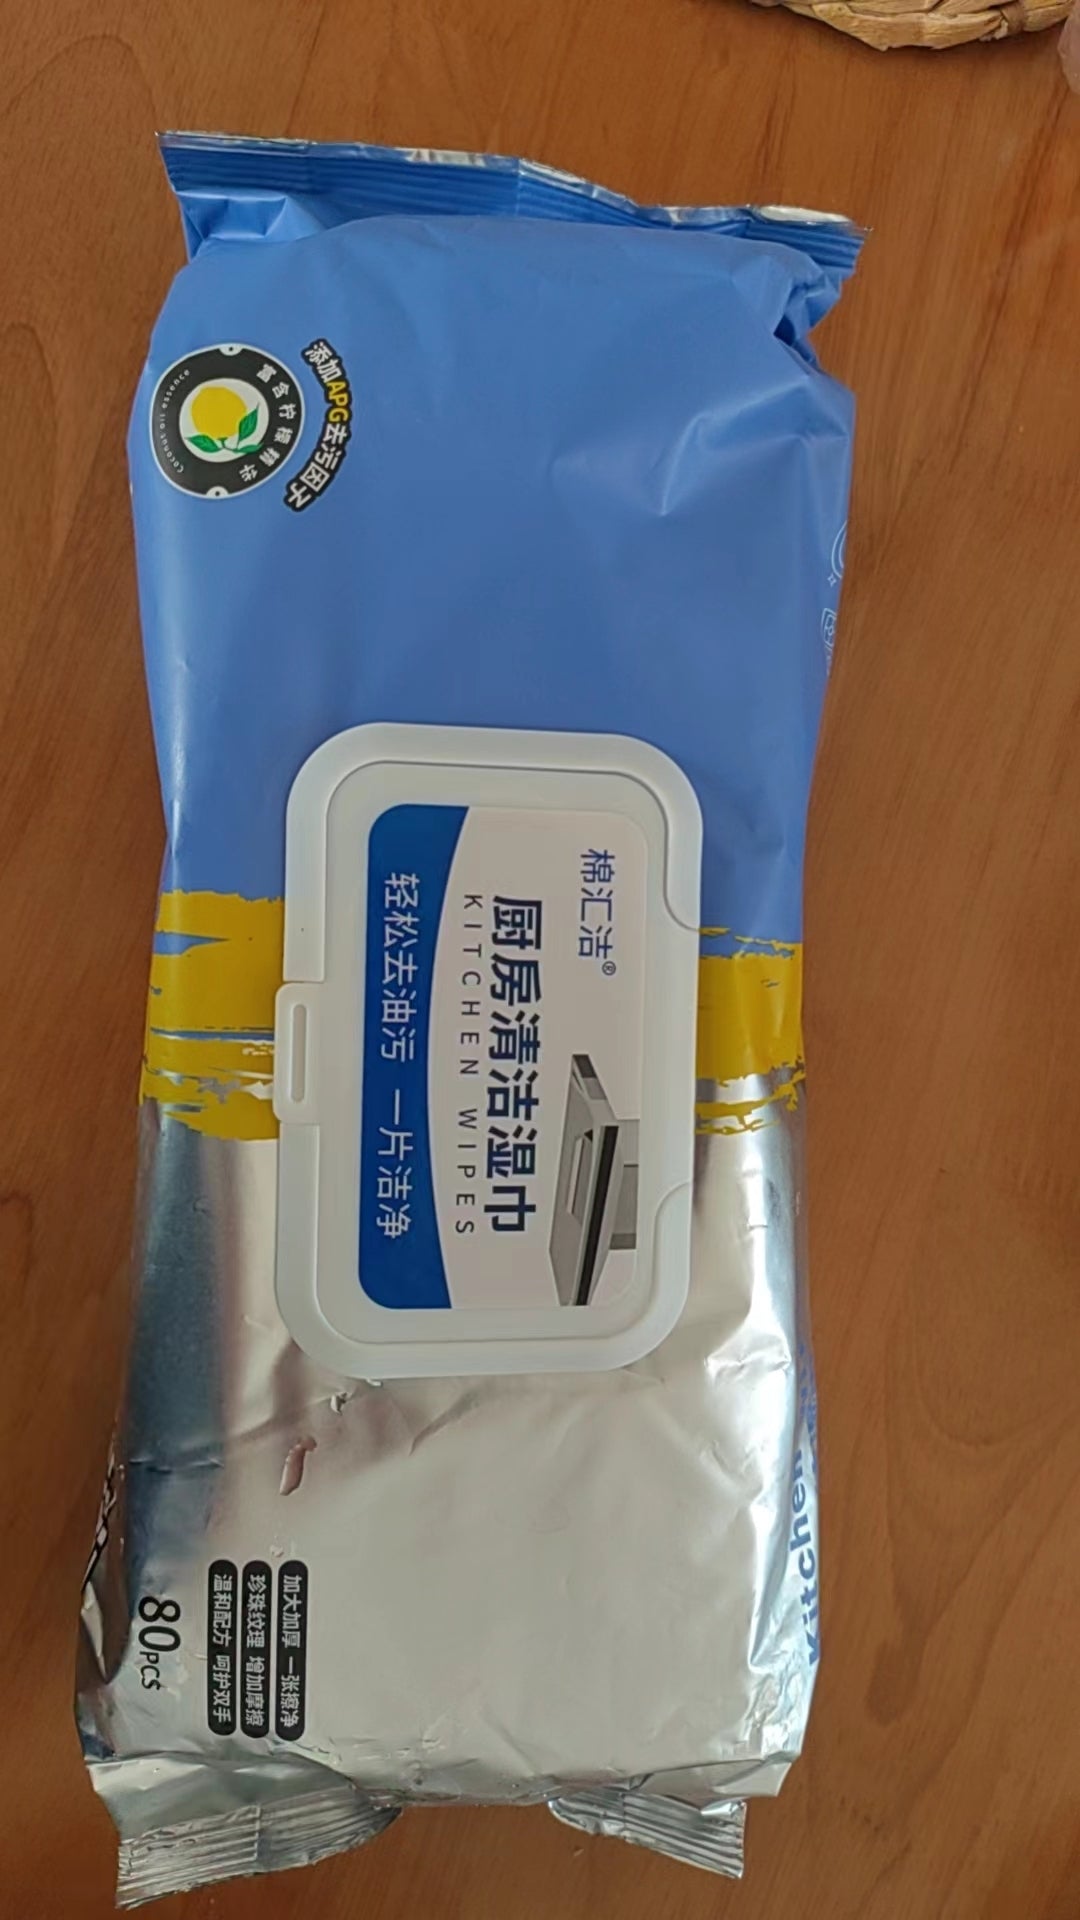 棉汇洁®
厨房清洁湿巾
KITCHEN WIPES
轻松去油污 一片洁净
添加APG去污因子
富含柠檬精华
Coconut oil essence
加大加厚 一张擦净
珍珠纹理 增加摩擦
温和配方 呵护双手
80PCS
Kitchen